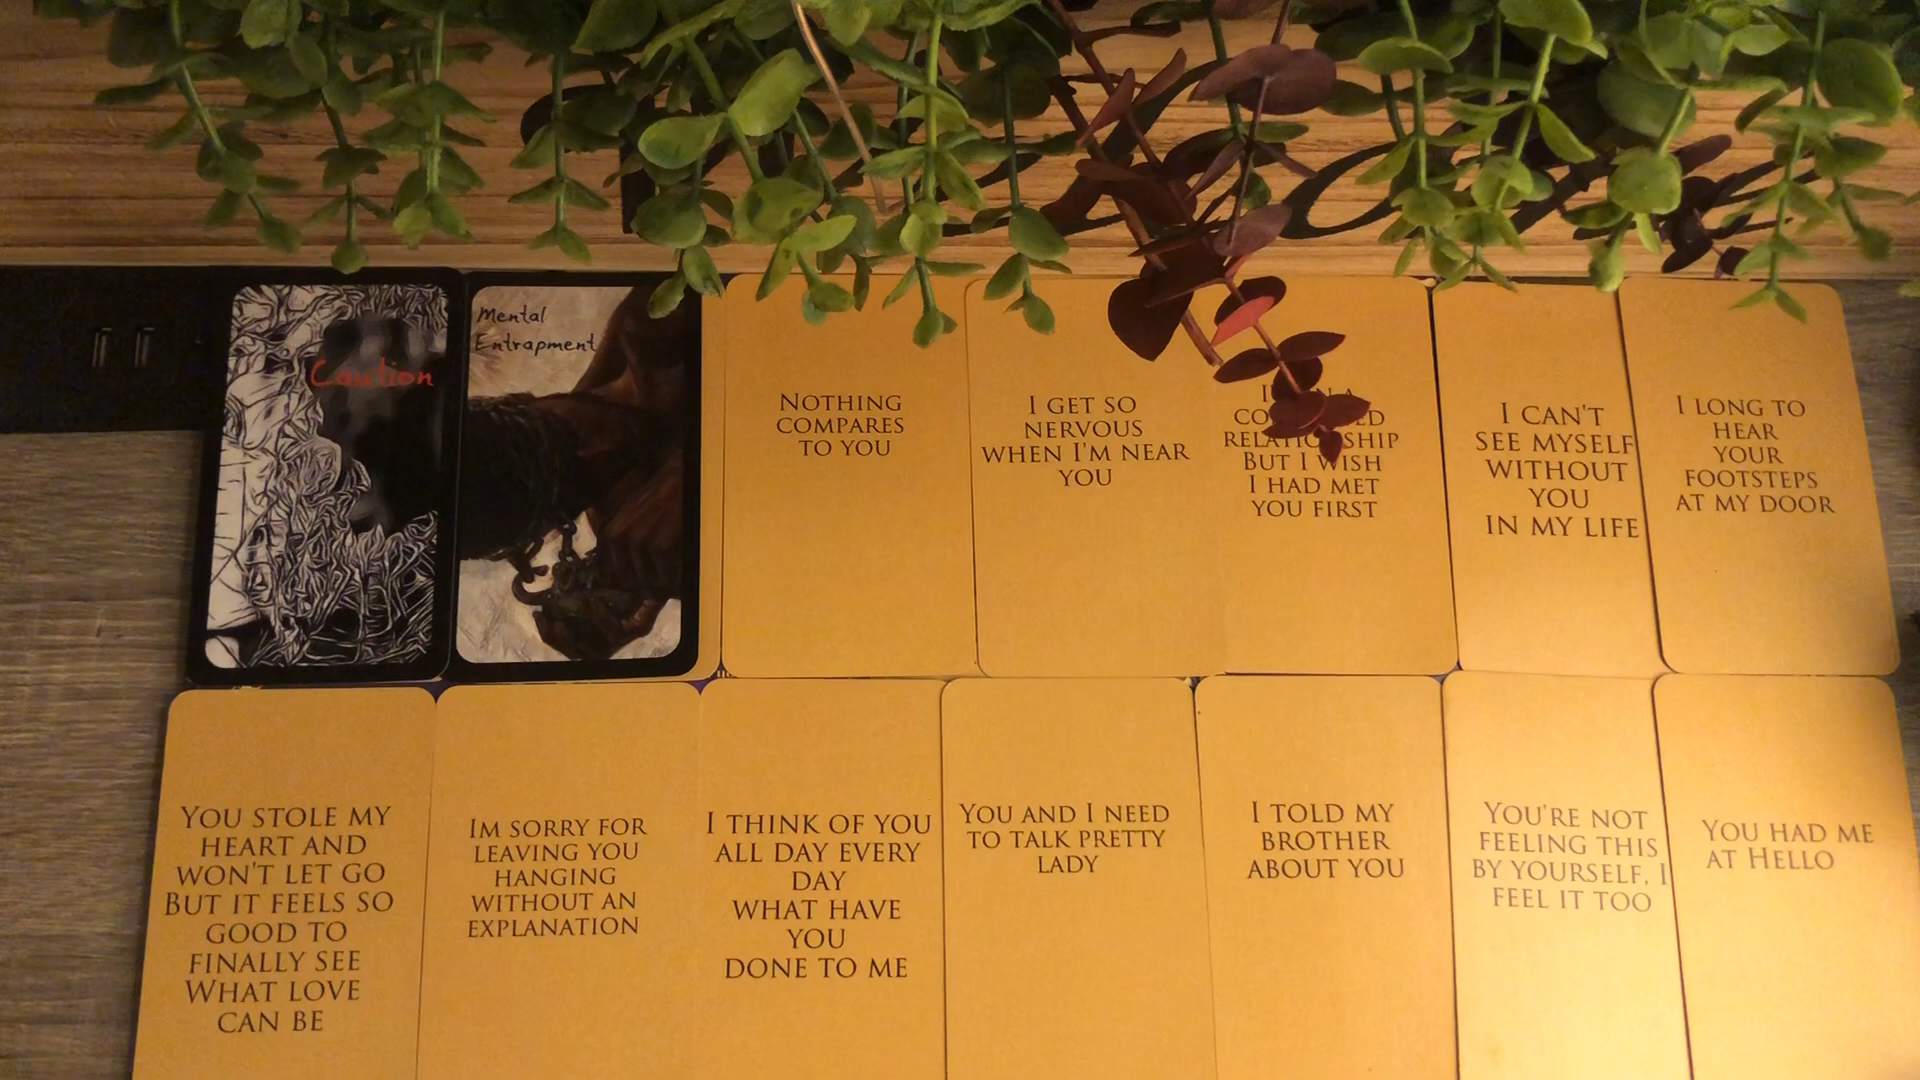 Caution
Mental
Entrapment
NOTHING
COMPARES
TO YOU
I GET SO
NERVOUS
WHEN I'M NEAR
YOU
BUT I WISH
I HAD MET
YOU FIRST
I CAN'T
SEE MYSELF
WITHOUT
YOU
IN MY LIFE
I LONG TO
HEAR
YOUR
FOOTSTEPS
AT MY DOOR
YOU STOLE MY
HEART AND
WON'T LET GO
BUT IT FEELS SO
GOOD TO
FINALLY SEE
WHAT LOVE
CAN BE
IM SORRY FOR
LEAVING YOU
HANGING
WITHOUT AN
EXPLANATION
I THINK OF YOU
ALL DAY EVERY
DAY
WHAT HAVE
YOU
DONE TO ME
YOU AND I NEED
TO TALK PRETTY
LADY
I TOLD MY
BROTHER
ABOUT YOU
YOU'RE NOT
FEELING THIS
BY YOURSELF, I
FEEL IT TOO
YOU HAD ME
AT HELLO